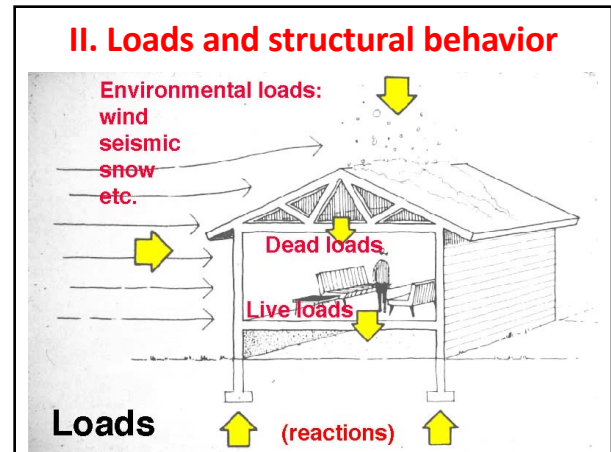 II. Loads and structural behavior
Environmental loads:
wind
seismic
snow
etc.
Dead loads
Live loads
Loads
(reactions)